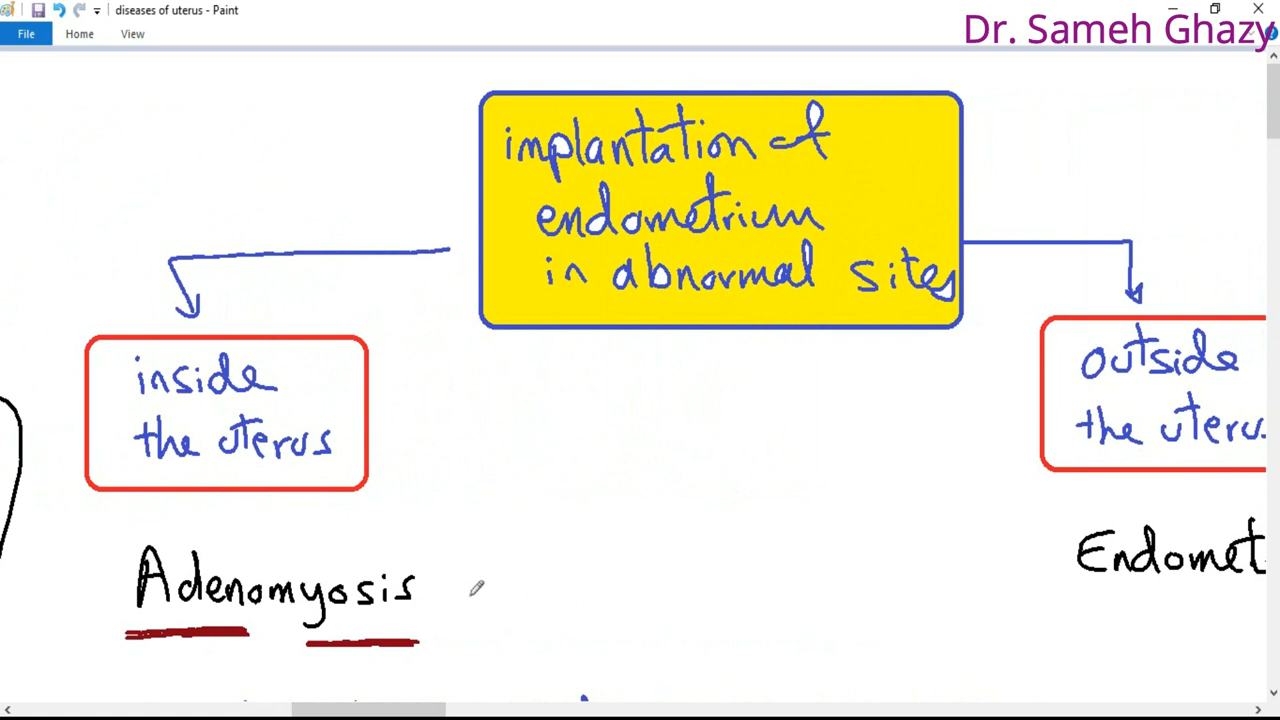 diseases of uterus - Paint
Dr. Sameh Ghazy
File Home View
implantation of
endometrium
in abnormal sites
inside
the uterus
outside
the uterus
Adenomyosis
Endomet